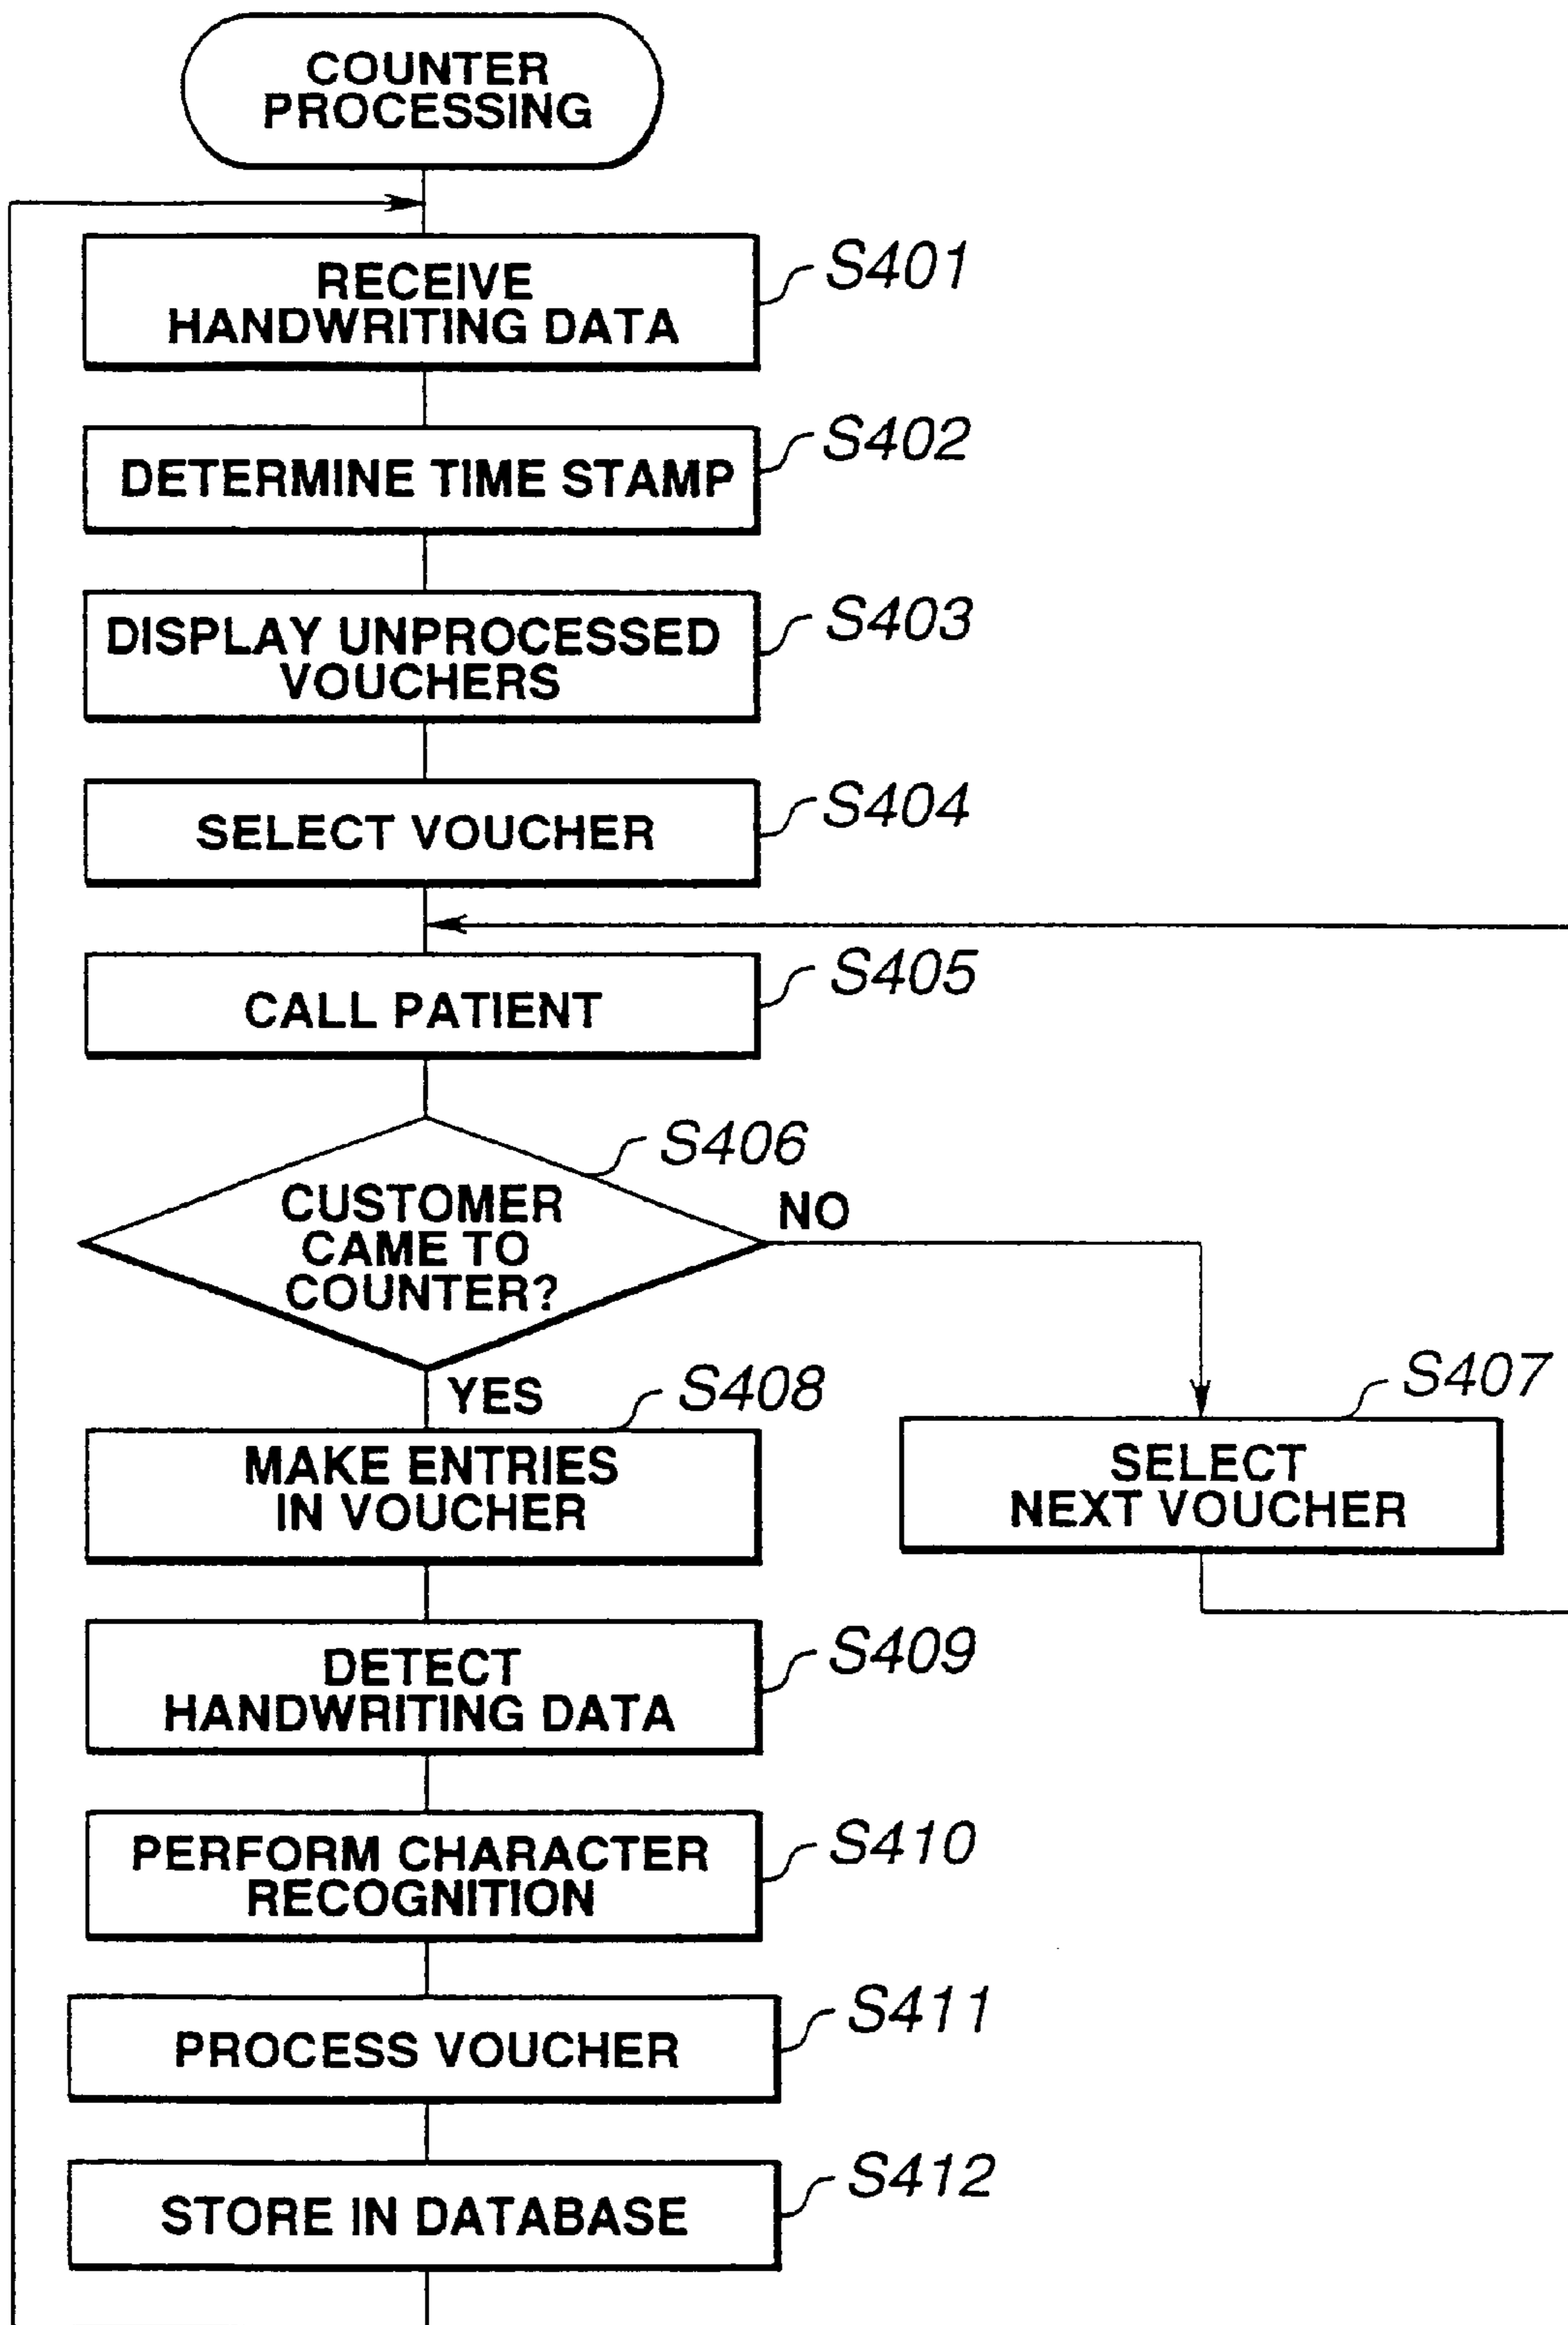 COUNTER
PROCESSING
RECEIVE
HANDWRITING DATA
S401
DETERMINE TIME STAMP
S402
DISPLAY UNPROCESSED
VOUCHERS
S403
SELECT VOUCHER
S404
CALL PATIENT
S405
CUSTOMER
CAME TO
COUNTER?
S406
NO
YES
SELECT
NEXT VOUCHER
S407
MAKE ENTRIES
IN VOUCHER
S408
DETECT
HANDWRITING DATA
S409
PERFORM CHARACTER
RECOGNITION
S410
PROCESS VOUCHER
S411
STORE IN DATABASE
S412